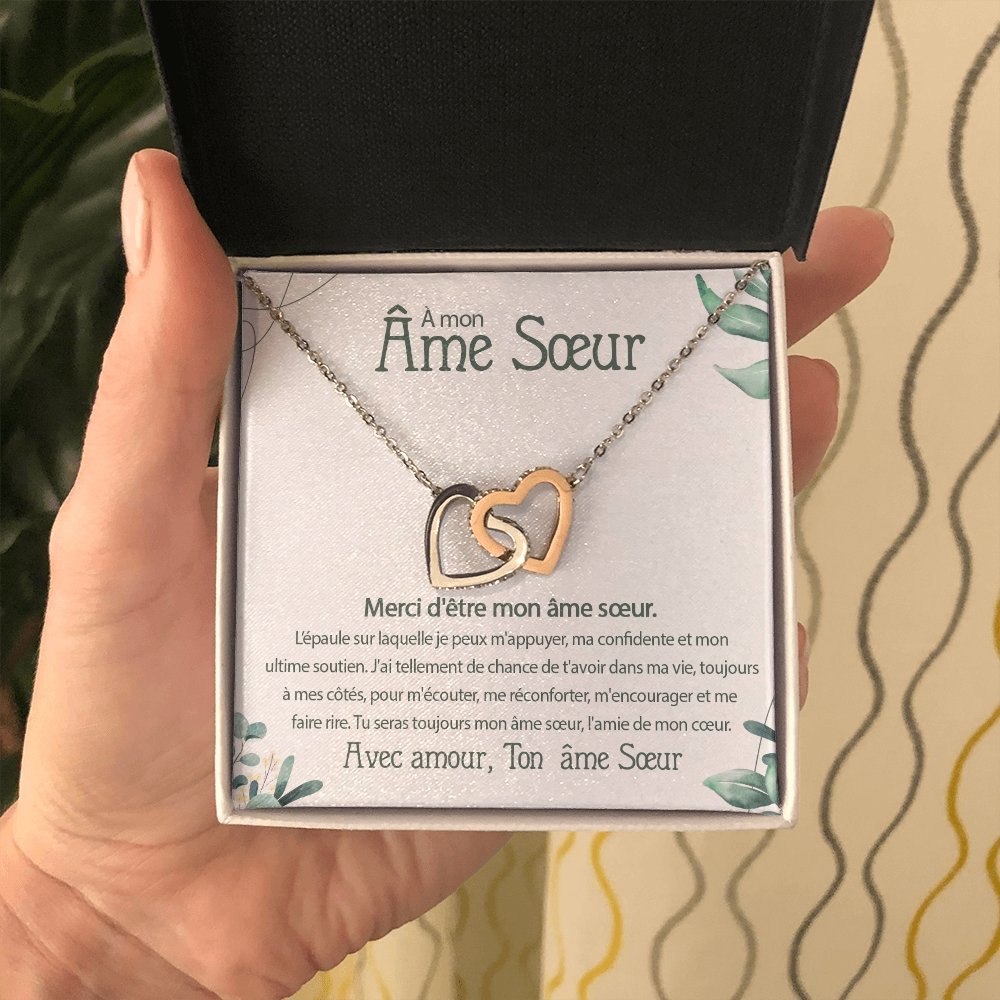 À mon
Âme Sœur
Merci d'être mon âme sœur.
L'épaule sur laquelle je peux m'appuyer, ma confidente et mon
ultime soutien. J'ai tellement de chance de t'avoir dans ma vie, toujours
à mes côtés, pour m'écouter, me réconforter, m'encourager et me
faire rire. Tu seras toujours mon âme sœur, l'amie de mon cœur.
Avec amour, Ton âme Sœur